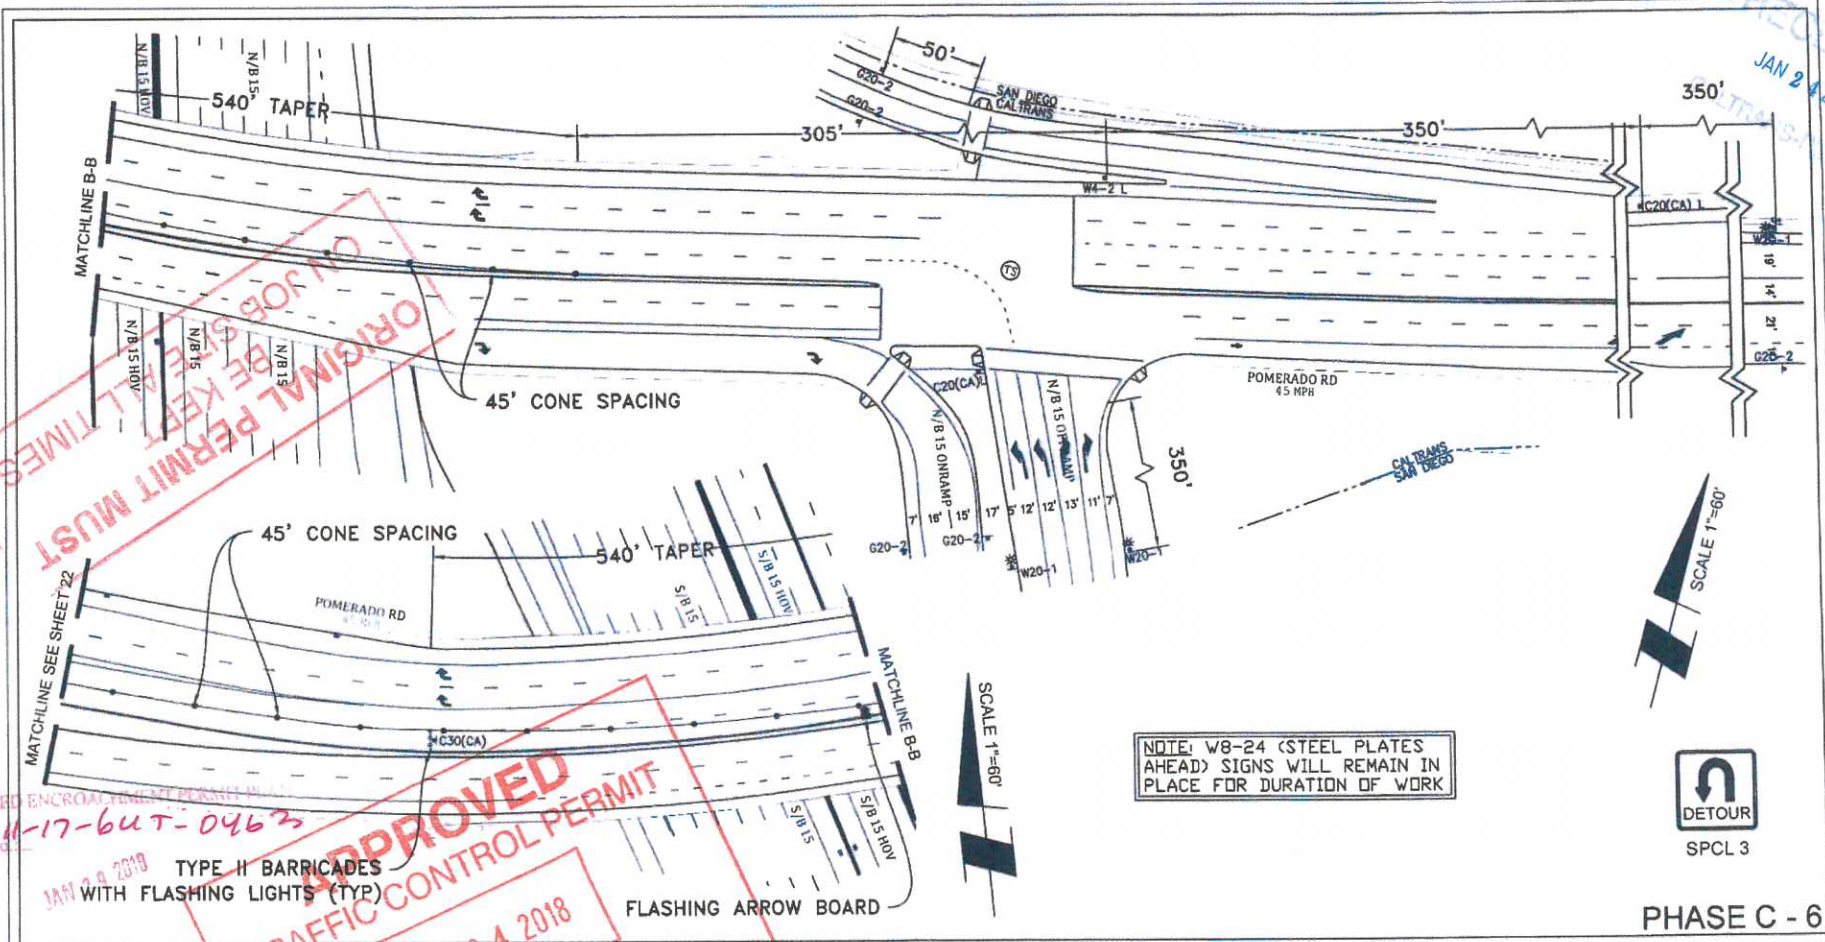 N/B 15 HOV
N/B 15
540' TAPER
305'
50'
G20-2
G20-2
SAN DIEGO
CALTRANS
350'
350'
JAN 2
W4-2 L
C20(CA) L
W20-1
19'
14'
21'
G20-2
MATCHLINE B-B
TS
N/B 15 HOV
N/B 15
N/B 15
45' CONE SPACING
C20(CA)L
N/B 15 ONRAMP
POMERADO RD
45 MPH
350'
CALTRANS
SAN DIEGO
7' 16' 15' 17' 5' 12' 12' 13' 11' 7'
G20-2
G20-2
W20-1
W20-1
SCALE 1"=60'
ORIGINAL PERMIT MUST
BE KEPT
ON JOB SITE ALL TIMES
45' CONE SPACING
540' TAPER
S/B 15
S/B 15 HOV
POMERADO RD
MATCHLINE SEE SHEET 22
MATCHLINE B-B
C30(CA)
S/B 15
S/B 15 HOV
SCALE 1"=60'
ENCROACHMENT PERMIT
11-17-6UT-0463
JAN 2018
TYPE II BARRICADES
WITH FLASHING LIGHTS (TYP)
FLASHING ARROW BOARD
APPROVED
TRAFFIC CONTROL PERMIT
2018
NOTE: W8-24 (STEEL PLATES
AHEAD) SIGNS WILL REMAIN IN
PLACE FOR DURATION OF WORK
DETOUR
SPCL 3
PHASE C - 6